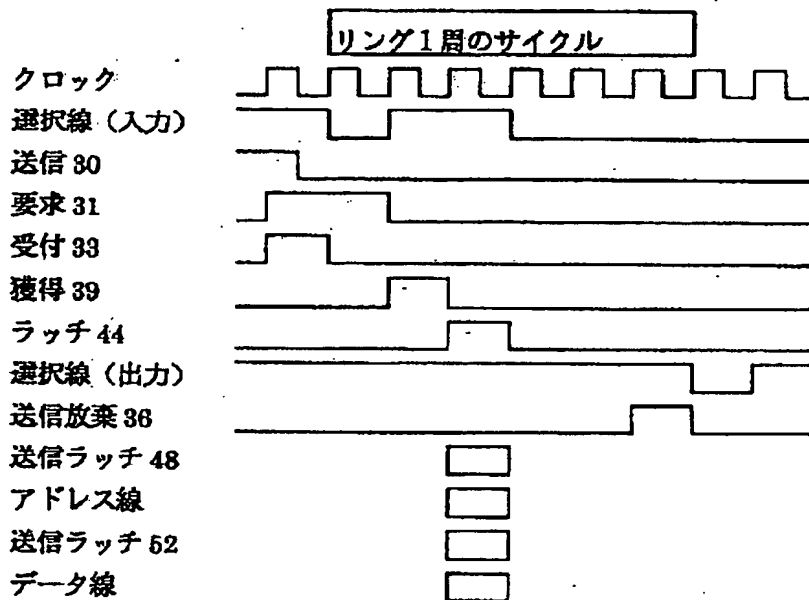 リング1周のサイクル
クロック
選択線（入力）
送信30
要求31
受付33
獲得39
ラッチ44
選択線（出力）
送信放棄36
送信ラッチ48
アドレス線
送信ラッチ52
データ線